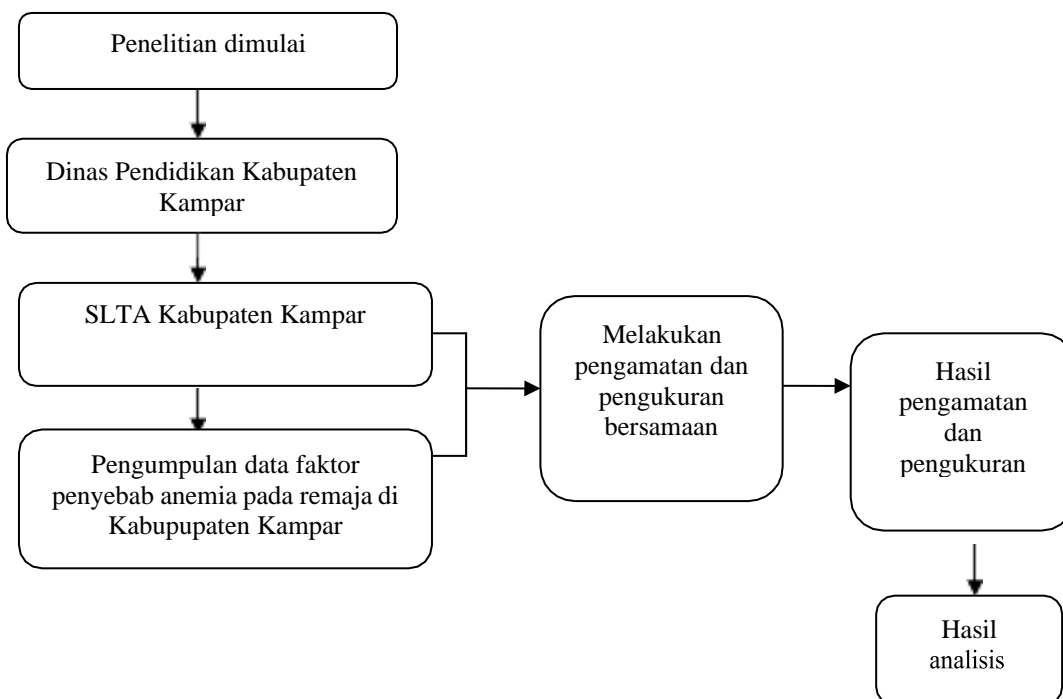 Penelitian dimulai
Dinas Pendidikan Kabupaten
Kampar
SLTA Kabupaten Kampar
Pengumpulan data faktor
penyebab anemia pada remaja di
Kabupupaten Kampar
Melakukan
pengamatan dan
pengukuran
bersamaan
Hasil
pengamatan
dan
pengukuran
Hasil
analisis